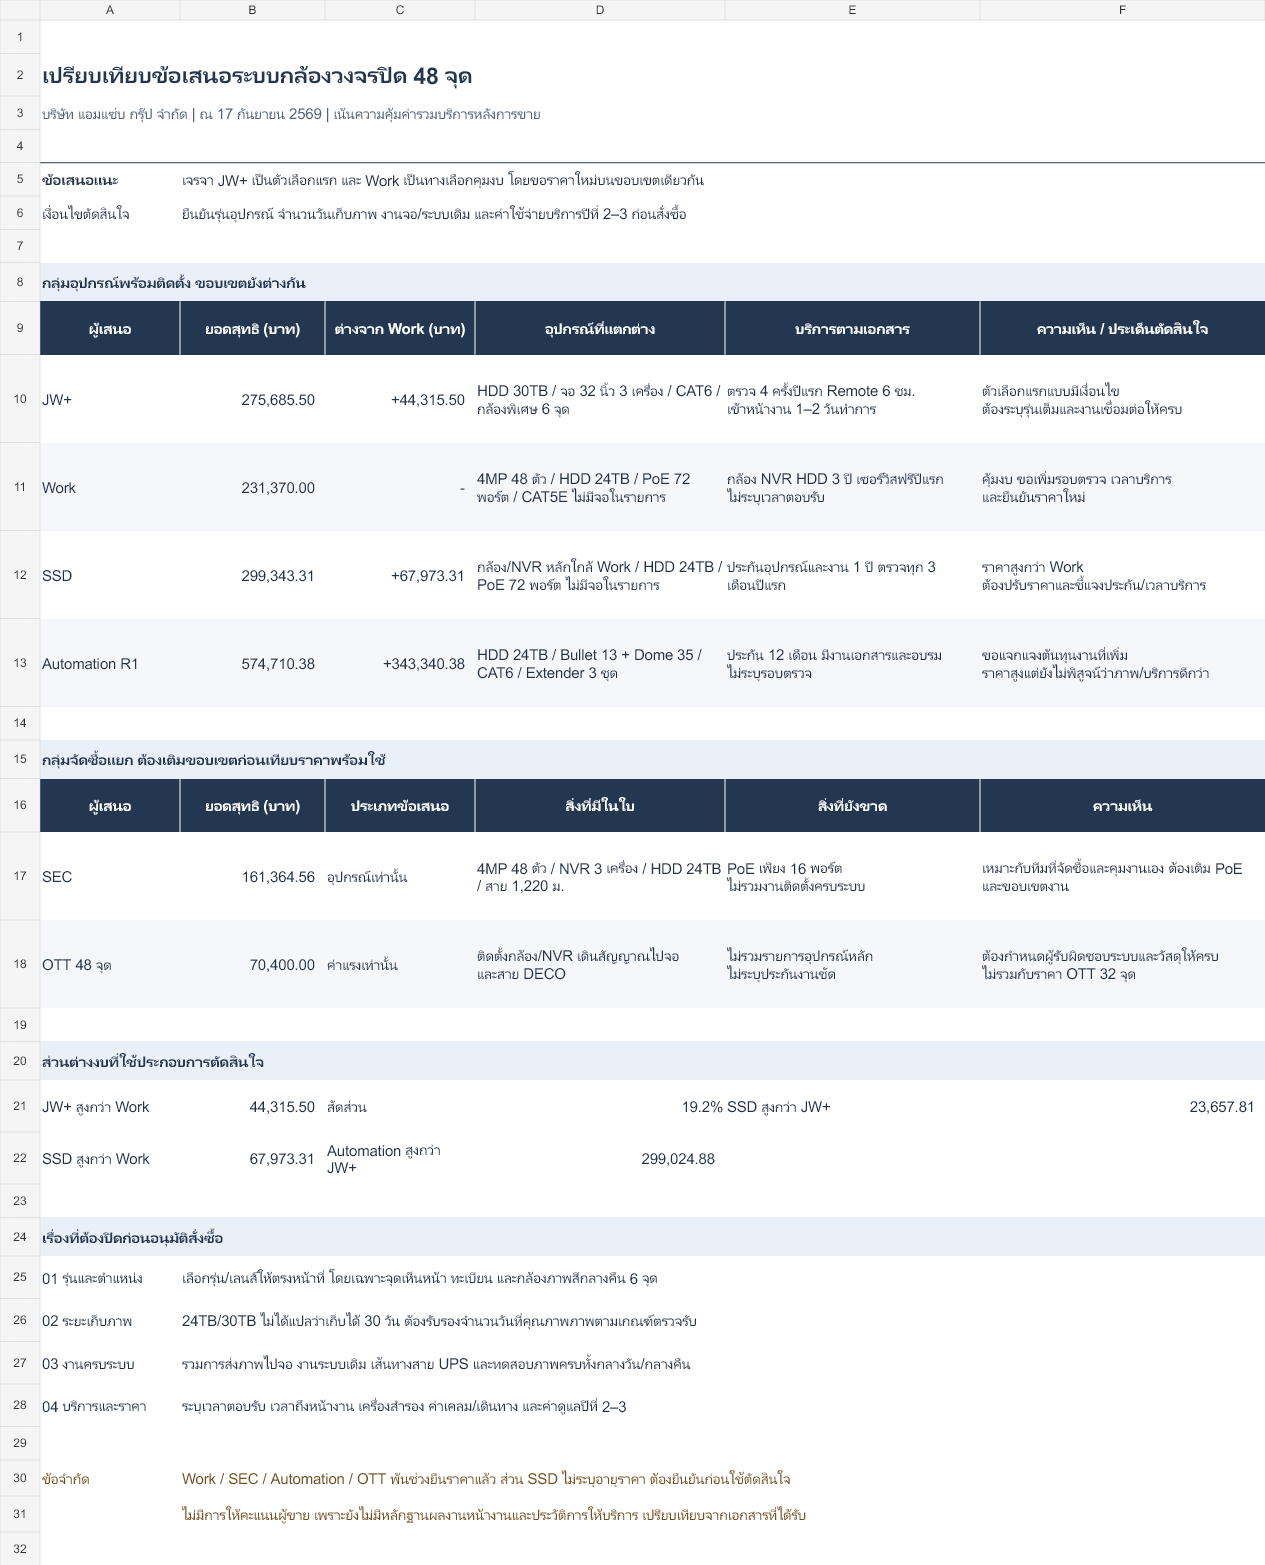 A B C D E F
1
2 เปรียบเทียบข้อเสนอระบบกล้องวงจรปิด 48 จุด
3 บริษัท แอมแซ่บ กรุ๊ป จำกัด | ณ 17 กันยายน 2569 | เน้นความคุ้มค่ารวมบริการหลังการขาย
4
5 ข้อเสนอแนะ เจรจา JW+ เป็นตัวเลือกแรก และ Work เป็นทางเลือกคุมงบ โดยขอราคาใหม่บนขอบเขตเดียวกัน
6 เงื่อนไขตัดสินใจ ยืนยันรุ่นอุปกรณ์ จำนวนวันเก็บภาพ งานจอ/ระบบเดิม และค่าใช้จ่ายบริการปีที่ 2–3 ก่อนสั่งซื้อ
7
8 กลุ่มอุปกรณ์พร้อมติดตั้ง ขอบเขตยังต่างกัน
9 ผู้เสนอ ยอดสุทธิ (บาท) ต่างจาก Work (บาท) อุปกรณ์ที่แตกต่าง บริการตามเอกสาร ความเห็น / ประเด็นตัดสินใจ
10 JW+ 275,685.50 +44,315.50
HDD 30TB / จอ 32 นิ้ว 3 เครื่อง / CAT6 /
กล้องพิเศษ 6 จุด
ตรวจ 4 ครั้งปีแรก Remote 6 ชม.
เข้าหน้างาน 1–2 วันทำการ
ตัวเลือกแรกแบบมีเงื่อนไข
ต้องระบุรุ่นเต็มและงานเชื่อมต่อให้ครบ
11 Work 231,370.00 -
4MP 48 ตัว / HDD 24TB / PoE 72
พอร์ต / CAT5E ไม่มีจอในรายการ
กล้อง NVR HDD 3 ปี เซอร์วิสฟรีปีแรก
ไม่ระบุเวลาตอบรับ
คุ้มงบ ขอเพิ่มรอบตรวจ เวลาบริการ
และยืนยันราคาใหม่
12 SSD 299,343.31 +67,973.31
กล้อง/NVR หลักใกล้ Work / HDD 24TB /
PoE 72 พอร์ต ไม่มีจอในรายการ
ประกันอุปกรณ์และงาน 1 ปี ตรวจทุก 3
เดือนปีแรก
ราคาสูงกว่า Work
ต้องปรับราคาและชี้แจงประกัน/เวลาบริการ
13 Automation R1 574,710.38 +343,340.38
HDD 24TB / Bullet 13 + Dome 35 /
CAT6 / Extender 3 ชุด
ประกัน 12 เดือน มีงานเอกสารและอบรม
ไม่ระบุรอบตรวจ
ขอแจกแจงต้นทุนงานที่เพิ่ม
ราคาสูงแต่ยังไม่พิสูจน์ว่าภาพ/บริการดีกว่า
14
15 กลุ่มจัดซื้อแยก ต้องเติมขอบเขตก่อนเทียบราคาพร้อมใช้
16 ผู้เสนอ ยอดสุทธิ (บาท) ประเภทข้อเสนอ สิ่งที่มีในใบ สิ่งที่ยังขาด ความเห็น
17 SEC 161,364.56 อุปกรณ์เท่านั้น
4MP 48 ตัว / NVR 3 เครื่อง / HDD 24TB
/ สาย 1,220 ม.
PoE เพียง 16 พอร์ต
ไม่รวมงานติดตั้งครบระบบ
เหมาะกับทีมที่จัดซื้อและคุมงานเอง ต้องเติม PoE
และขอบเขตงาน
18 OTT 48 จุด 70,400.00 ค่าแรงเท่านั้น
ติดตั้งกล้อง/NVR เดินสัญญาณไปจอ
และสาย DECO
ไม่รวมรายการอุปกรณ์หลัก
ไม่ระบุประกันงานชัด
ต้องกำหนดผู้รับผิดชอบระบบและวัสดุให้ครบ
ไม่รวมกับราคา OTT 32 จุด
19
20 ส่วนต่างงบที่ใช้ประกอบการตัดสินใจ
21 JW+ สูงกว่า Work 44,315.50 สัดส่วน 19.2% SSD สูงกว่า JW+ 23,657.81
22 SSD สูงกว่า Work 67,973.31
Automation สูงกว่า
JW+
299,024.88
23
24 เรื่องที่ต้องปิดก่อนอนุมัติสั่งซื้อ
25 01 รุ่นและตำแหน่ง เลือกรุ่น/เลนส์ให้ตรงหน้าที่ โดยเฉพาะจุดเห็นหน้า ทะเบียน และกล้องภาพสีกลางคืน 6 จุด
26 02 ระยะเก็บภาพ 24TB/30TB ไม่ได้แปลว่าเก็บได้ 30 วัน ต้องรับรองจำนวนวันที่คุณภาพภาพตามเกณฑ์ตรวจรับ
27 03 งานครบระบบ รวมการส่งภาพไปจอ งานระบบเดิม เส้นทางสาย UPS และทดสอบภาพครบทั้งกลางวัน/กลางคืน
28 04 บริการและราคา ระบุเวลาตอบรับ เวลาถึงหน้างาน เครื่องสำรอง ค่าเคลม/เดินทาง และค่าดูแลปีที่ 2–3
29
30 ข้อจำกัด Work / SEC / Automation / OTT พ้นช่วงยืนราคาแล้ว ส่วน SSD ไม่ระบุอายุราคา ต้องยืนยันก่อนใช้ตัดสินใจ
31 ไม่มีการให้คะแนนผู้ขาย เพราะยังไม่มีหลักฐานผลงานหน้างานและประวัติการให้บริการ เปรียบเทียบจากเอกสารที่ได้รับ
32